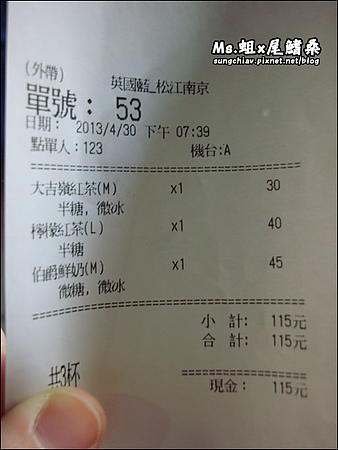 Ms.蛆x尾鰭桑
sungchiav.pixnet.net/blog
(外帶)
英國藍_松江南京
單號： 53
日期： 2013/4/30 下午 07:39
點單人：123 機台:A
大吉嶺紅茶(M) x1 30
半糖，微冰
檸檬紅茶(L) x1 40
半糖
伯爵鮮奶(M) x1 45
微糖，微冰
小 計： 115元
合 計： 115元
共3杯
現金： 115元